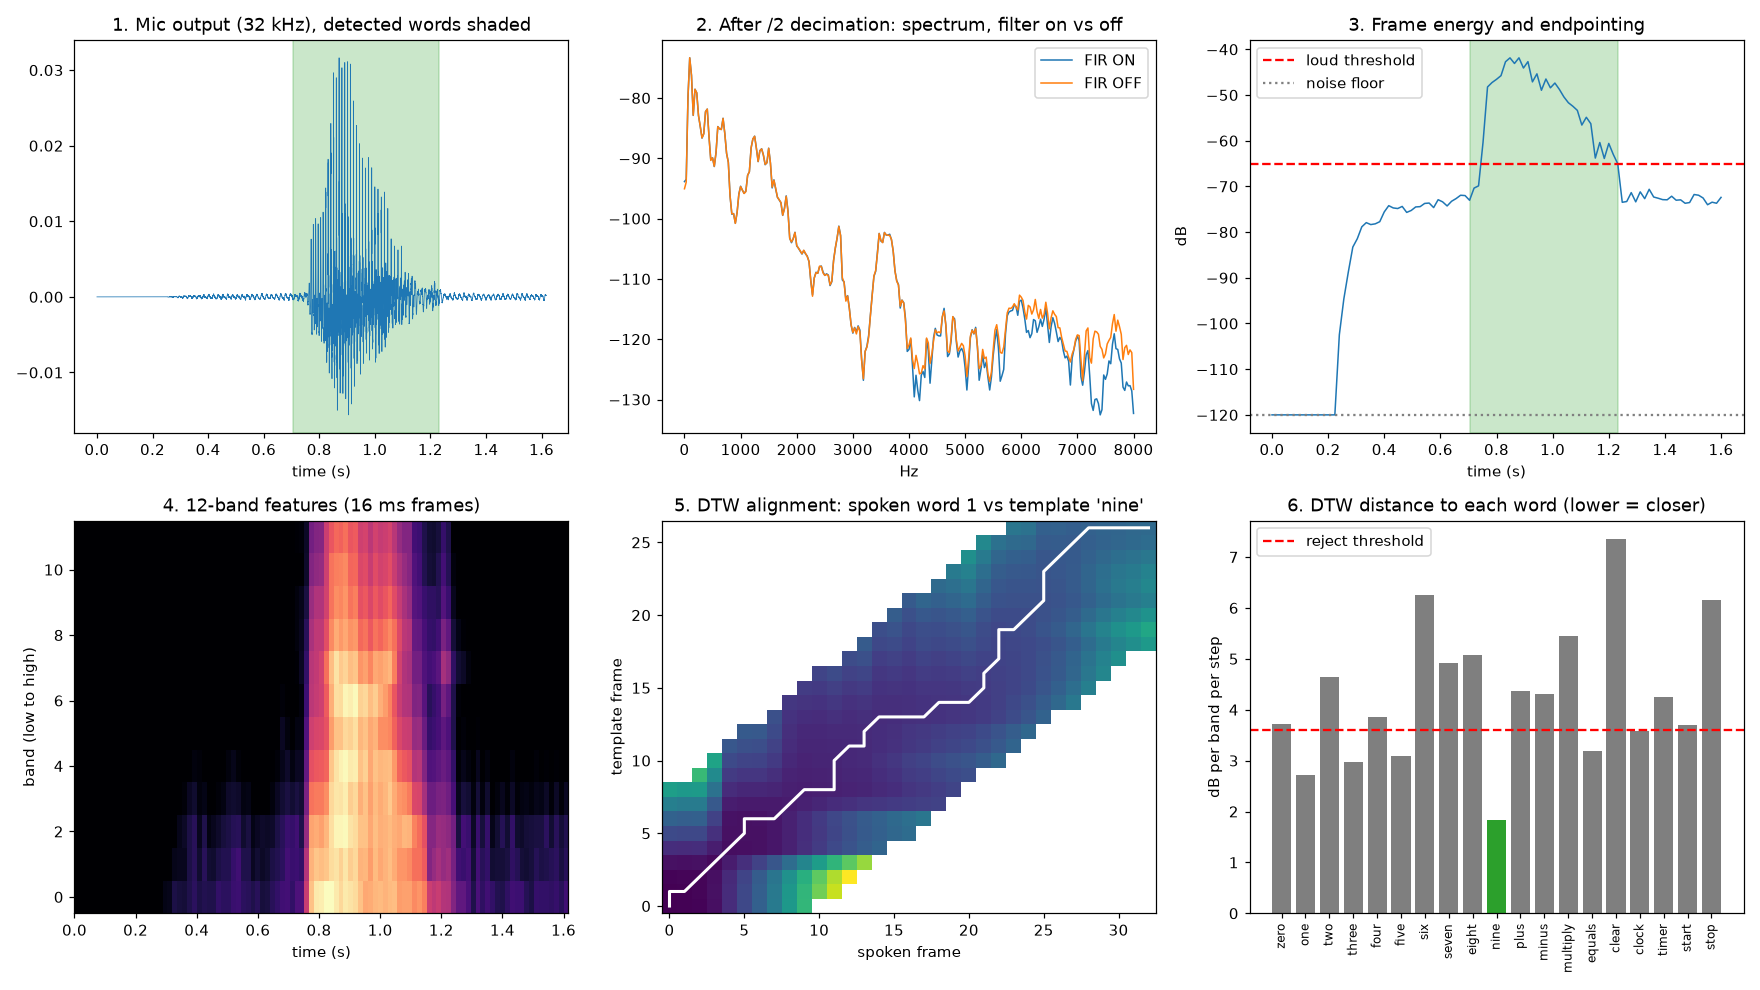 1. Mic output (32 kHz), detected words shaded
0.03
0.02
0.01
0.00
−0.01
0.0 0.2 0.4 0.6 0.8 1.0 1.2 1.4 1.6
time (s)
2. After /2 decimation: spectrum, filter on vs off
FIR ON
FIR OFF
−80
−90
−100
−110
−120
−130
0 1000 2000 3000 4000 5000 6000 7000 8000
Hz
3. Frame energy and endpointing
loud threshold
noise floor
−40
−50
−60
−70
−80
−90
−100
−110
−120
dB
0.0 0.2 0.4 0.6 0.8 1.0 1.2 1.4 1.6
time (s)
4. 12-band features (16 ms frames)
10
8
6
4
2
0
band (low to high)
0.0 0.2 0.4 0.6 0.8 1.0 1.2 1.4 1.6
time (s)
5. DTW alignment: spoken word 1 vs template 'nine'
25
20
15
10
5
0
template frame
0 5 10 15 20 25 30
spoken frame
6. DTW distance to each word (lower = closer)
reject threshold
7
6
5
4
3
2
1
0
dB per band per step
zero
one
two
three
four
five
six
seven
eight
nine
plus
minus
multiply
equals
clear
clock
timer
start
stop